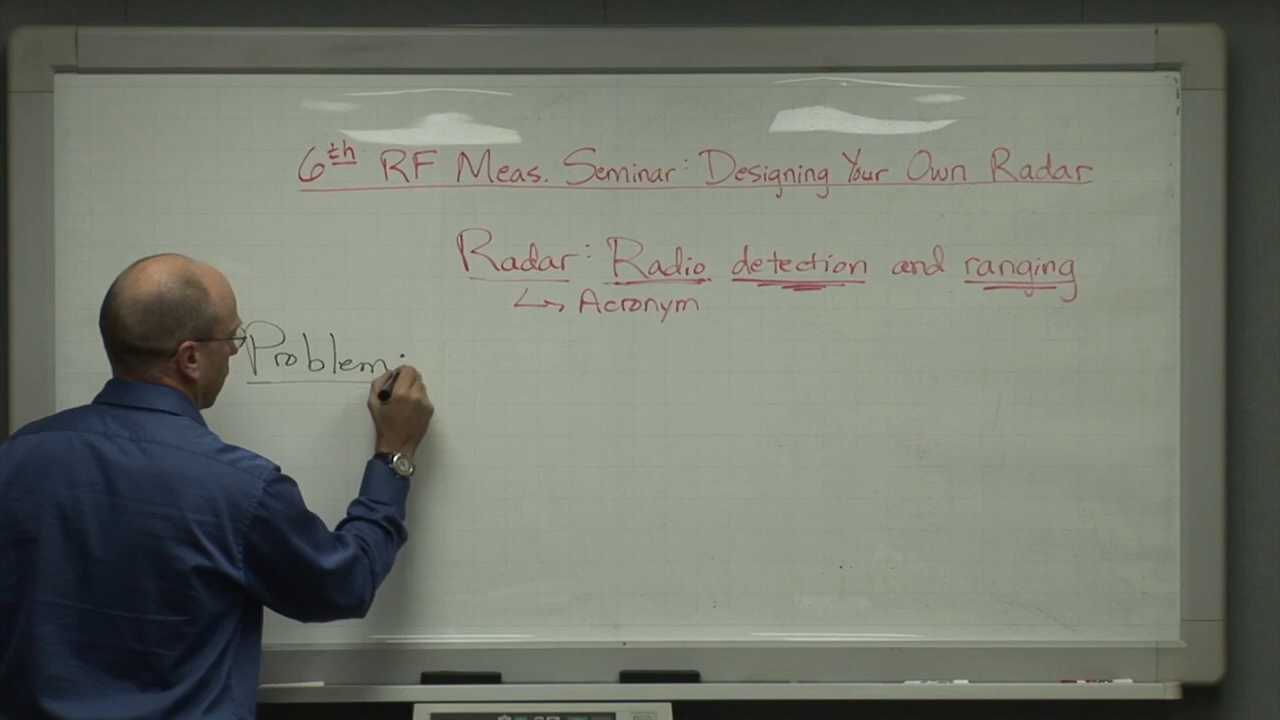 6th RF Meas. Seminar: Designing Your Own Radar
Radar: Radio detection and ranging
↳ Acronym
Problem: